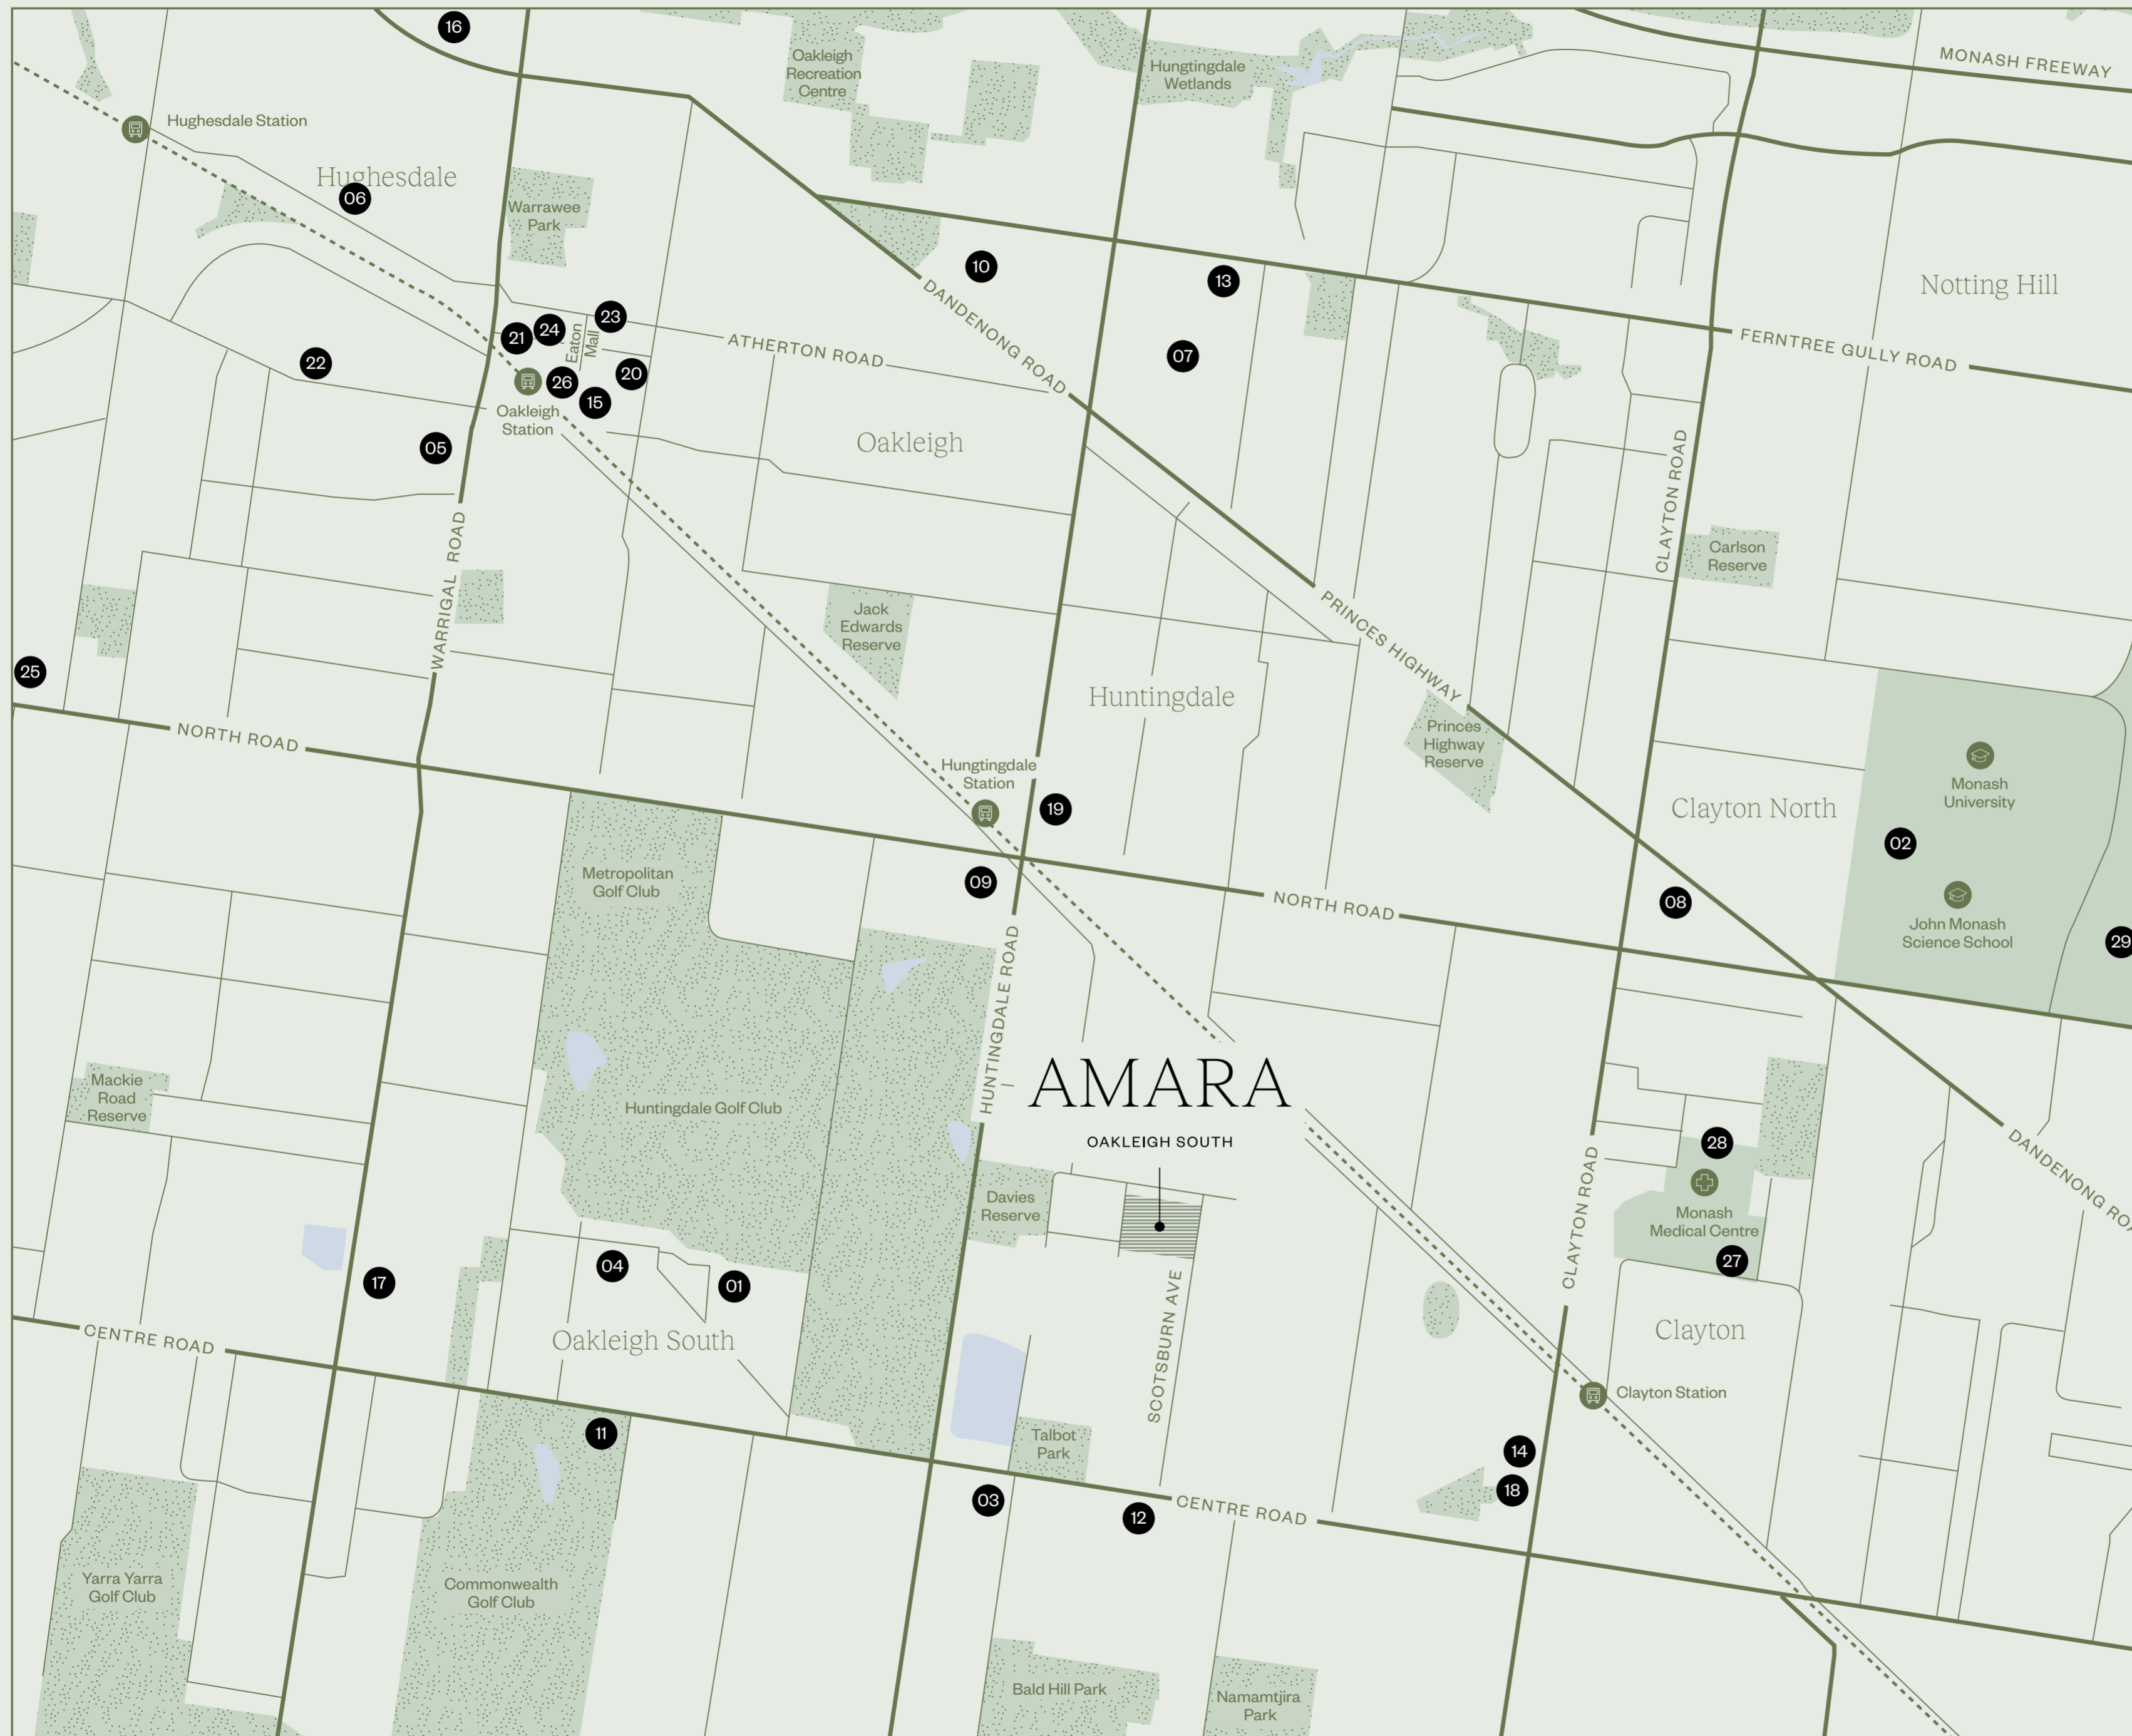 16
Oakleigh
Recreation
Centre
Hungtingdale
Wetlands
MONASH FREEWAY
Hughesdale Station
Hughesdale
06
Warrawee
Park
10
13
Notting Hill
DANDENONG ROAD
23
24
21
Eaton
Mall
ATHERTON ROAD
07
FERNTREE GULLY ROAD
22
20
26
15
Oakleigh
Station
05
Oakleigh
CLAYTON ROAD
WARRIGAL ROAD
Carlson
Reserve
Jack
Edwards
Reserve
PRINCES HIGHWAY
25
Huntingdale
NORTH ROAD
Princes
Highway
Reserve
Hungtingdale
Station
19
Clayton North
Monash
University
02
Metropolitan
Golf Club
09
NORTH ROAD
08
John Monash
Science School
29
HUNTINGDALE ROAD
AMARA
OAKLEIGH SOUTH
Mackie
Road
Reserve
Huntingdale Golf Club
28
DANDENONG ROA
CLAYTON ROAD
Davies
Reserve
Monash
Medical Centre
27
04
01
17
SCOTSBURN AVE
CENTRE ROAD
Oakleigh South
Clayton
Clayton Station
11
Talbot
Park
14
18
03
12
CENTRE ROAD
Yarra Yarra
Golf Club
Commonwealth
Golf Club
Bald Hill Park
Namamtjira
Park